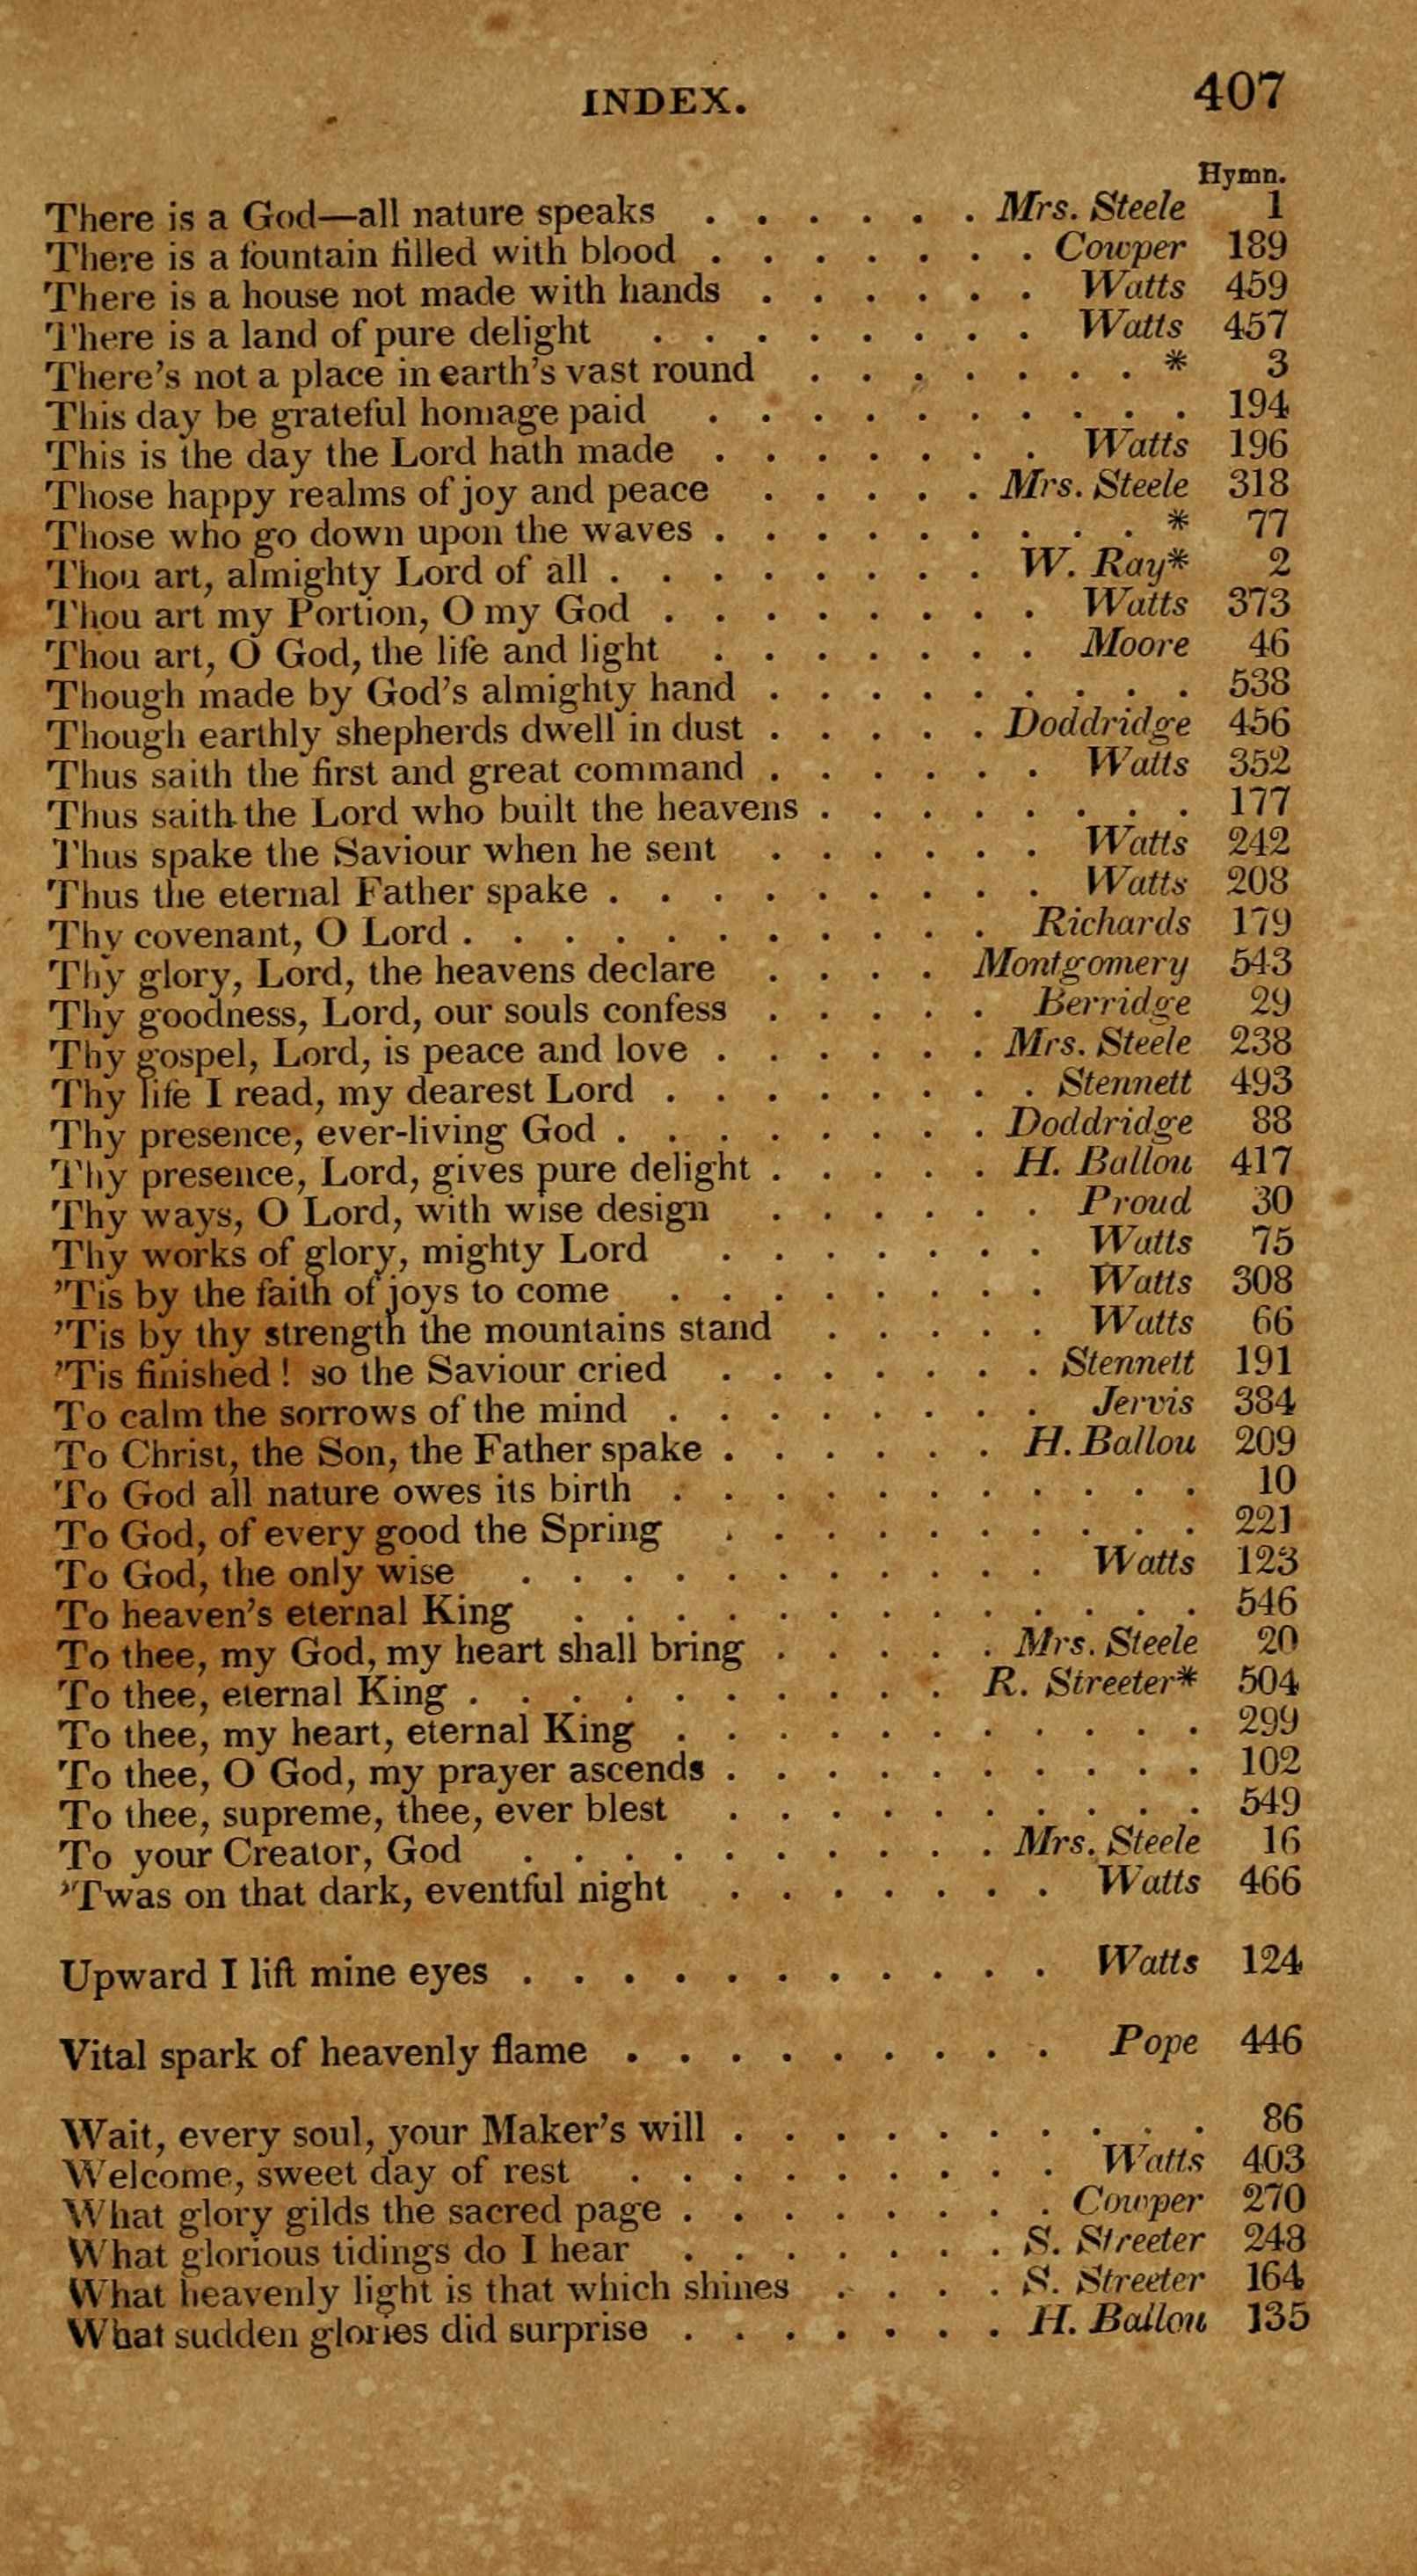 INDEX. 407
Hymn.
There is a God—all nature speaks . . . . . . Mrs. Steele 1
There is a fountain filled with blood . . . . . . . Cowper 189
There is a house not made with hands . . . . . . Watts 459
There is a land of pure delight . . . . . . . . Watts 457
There's not a place in earth's vast round . . . . . . . * 3
This day be grateful homage paid . . . . . . . . . . 194
This is the day the Lord hath made . . . . . . . Watts 196
Those happy realms of joy and peace . . . . . Mrs. Steele 318
Those who go down upon the waves . . . . . . . . . * 77
Thou art, almighty Lord of all . . . . . . . . W. Ray* 2
Thou art my Portion, O my God . . . . . . . . Watts 373
Thou art, O God, the life and light . . . . . . . Moore 46
Though made by God's almighty hand . . . . . . . . . 538
Though earthly shepherds dwell in dust . . . . . Doddridge 456
Thus saith the first and great command . . . . . . Watts 352
Thus saith the Lord who built the heavens . . . . . . . . 177
Thus spake the Saviour when he sent . . . . . . Watts 242
Thus the eternal Father spake . . . . . . . . . Watts 208
Thy covenant, O Lord . . . . . . . . . . . Richards 179
Thy glory, Lord, the heavens declare . . . . Montgomery 543
Thy goodness, Lord, our souls confess . . . . . Berridge 29
Thy gospel, Lord, is peace and love . . . . . . Mrs. Steele 238
Thy life I read, my dearest Lord . . . . . . . . Stennett 493
Thy presence, ever-living God . . . . . . . . Doddridge 88
Thy presence, Lord, gives pure delight . . . . . H. Ballou 417
Thy ways, O Lord, with wise design . . . . . . Proud 30
Thy works of glory, mighty Lord . . . . . . . Watts 75
'Tis by the faith of joys to come . . . . . . . . Watts 308
'Tis by thy strength the mountains stand . . . . . Watts 66
'Tis finished! so the Saviour cried . . . . . . . Stennett 191
To calm the sorrows of the mind . . . . . . . . Jervis 384
To Christ, the Son, the Father spake . . . . . . H. Ballou 209
To God all nature owes its birth . . . . . . . . . . . 10
To God, of every good the Spring . . . . . . . . . . 221
To God, the only wise . . . . . . . . . . . Watts 123
To heaven's eternal King . . . . . . . . . . . . . 546
To thee, my God, my heart shall bring . . . . . Mrs. Steele 20
To thee, eternal King . . . . . . . . . . R. Streeter* 504
To thee, my heart, eternal King . . . . . . . . . . . 299
To thee, O God, my prayer ascends . . . . . . . . . . 102
To thee, supreme, thee, ever blest . . . . . . . . . . 549
To your Creator, God . . . . . . . . . . Mrs. Steele 16
'Twas on that dark, eventful night . . . . . . . Watts 466
Upward I lift mine eyes . . . . . . . . . . . Watts 124
Vital spark of heavenly flame . . . . . . . . . Pope 446
Wait, every soul, your Maker's will . . . . . . . . . . 86
Welcome, sweet day of rest . . . . . . . . . Watts 403
What glory gilds the sacred page . . . . . . . . Cowper 270
What glorious tidings do I hear . . . . . . . S. Streeter 248
What heavenly light is that which shines . . . . S. Streeter 164
What sudden glories did surprise . . . . . . . H. Ballou 135